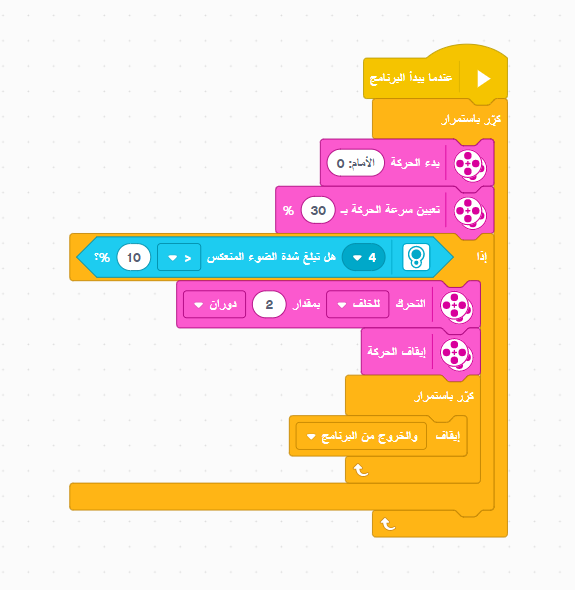 عندما يبدأ البرنامج
كرّر باستمرار
بدء الحركة الأمام: 0
تعيين سرعة الحركة بـ 30 %
إذا 4 هل تبلغ شدة الضوء المنعكس < 10 %؟
التحرك للخلف بمقدار 2 دوران
إيقاف الحركة
كرّر باستمرار
إيقاف والخروج من البرنامج